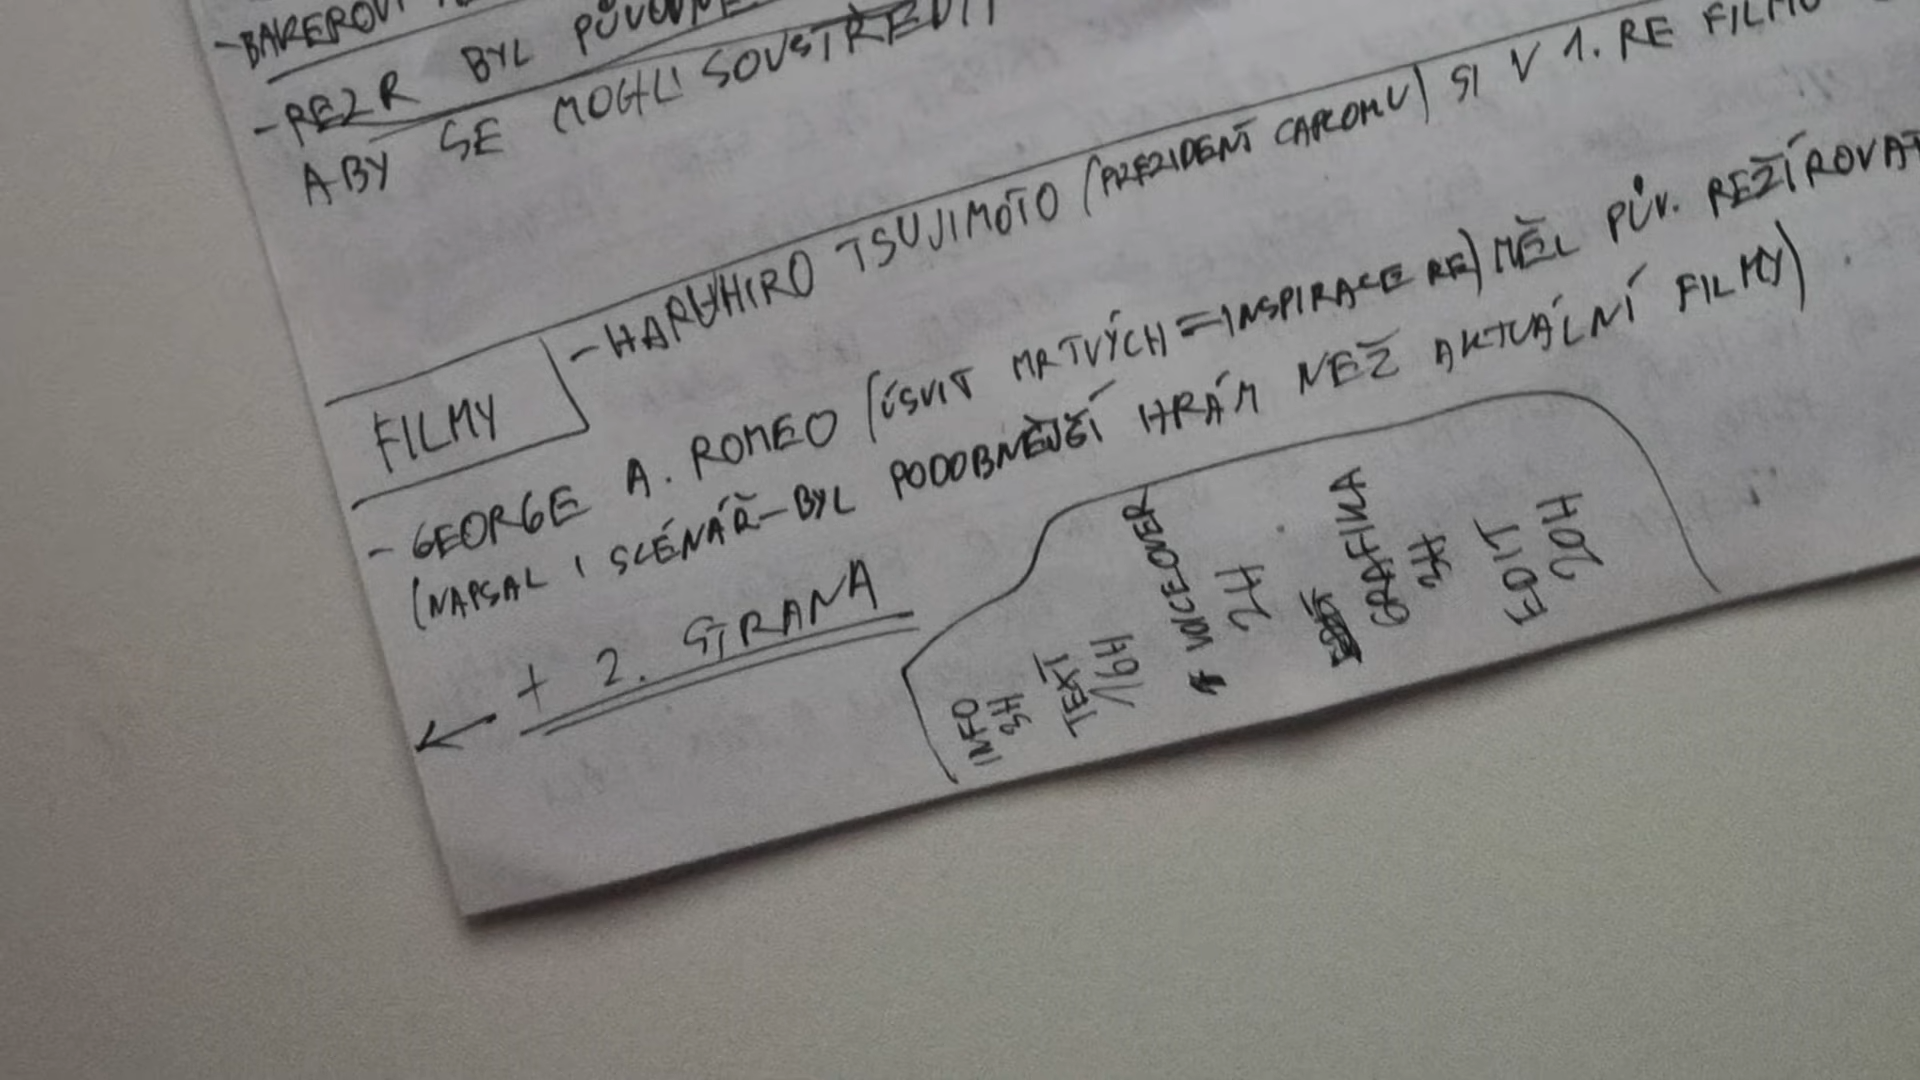 -BAKEROVI
-RE2R BYL PŮVODNĚ
ABY SE MOHLI SOUSTŘEDIT
FILMY
-HARUHIRO TSUJIMOTO (PREZIDENT CAPCOMU) SI V 1. RE FILMU
- GEORGE A. ROMEO (ÚSVIT MRTVÝCH = INSPIRACE RE) MĚL PŮV. REŽÍROVAT
(NAPSAL I SCÉNÁŘ-BYL PODOBNĚJŠÍ HRÁM NEŽ AKTUÁLNÍ FILMY)
+ 2. STRANA
INFO
3H
TEXT
16H
VOICEOVER
2H
GRAFIKA
3H
EDIT
20H